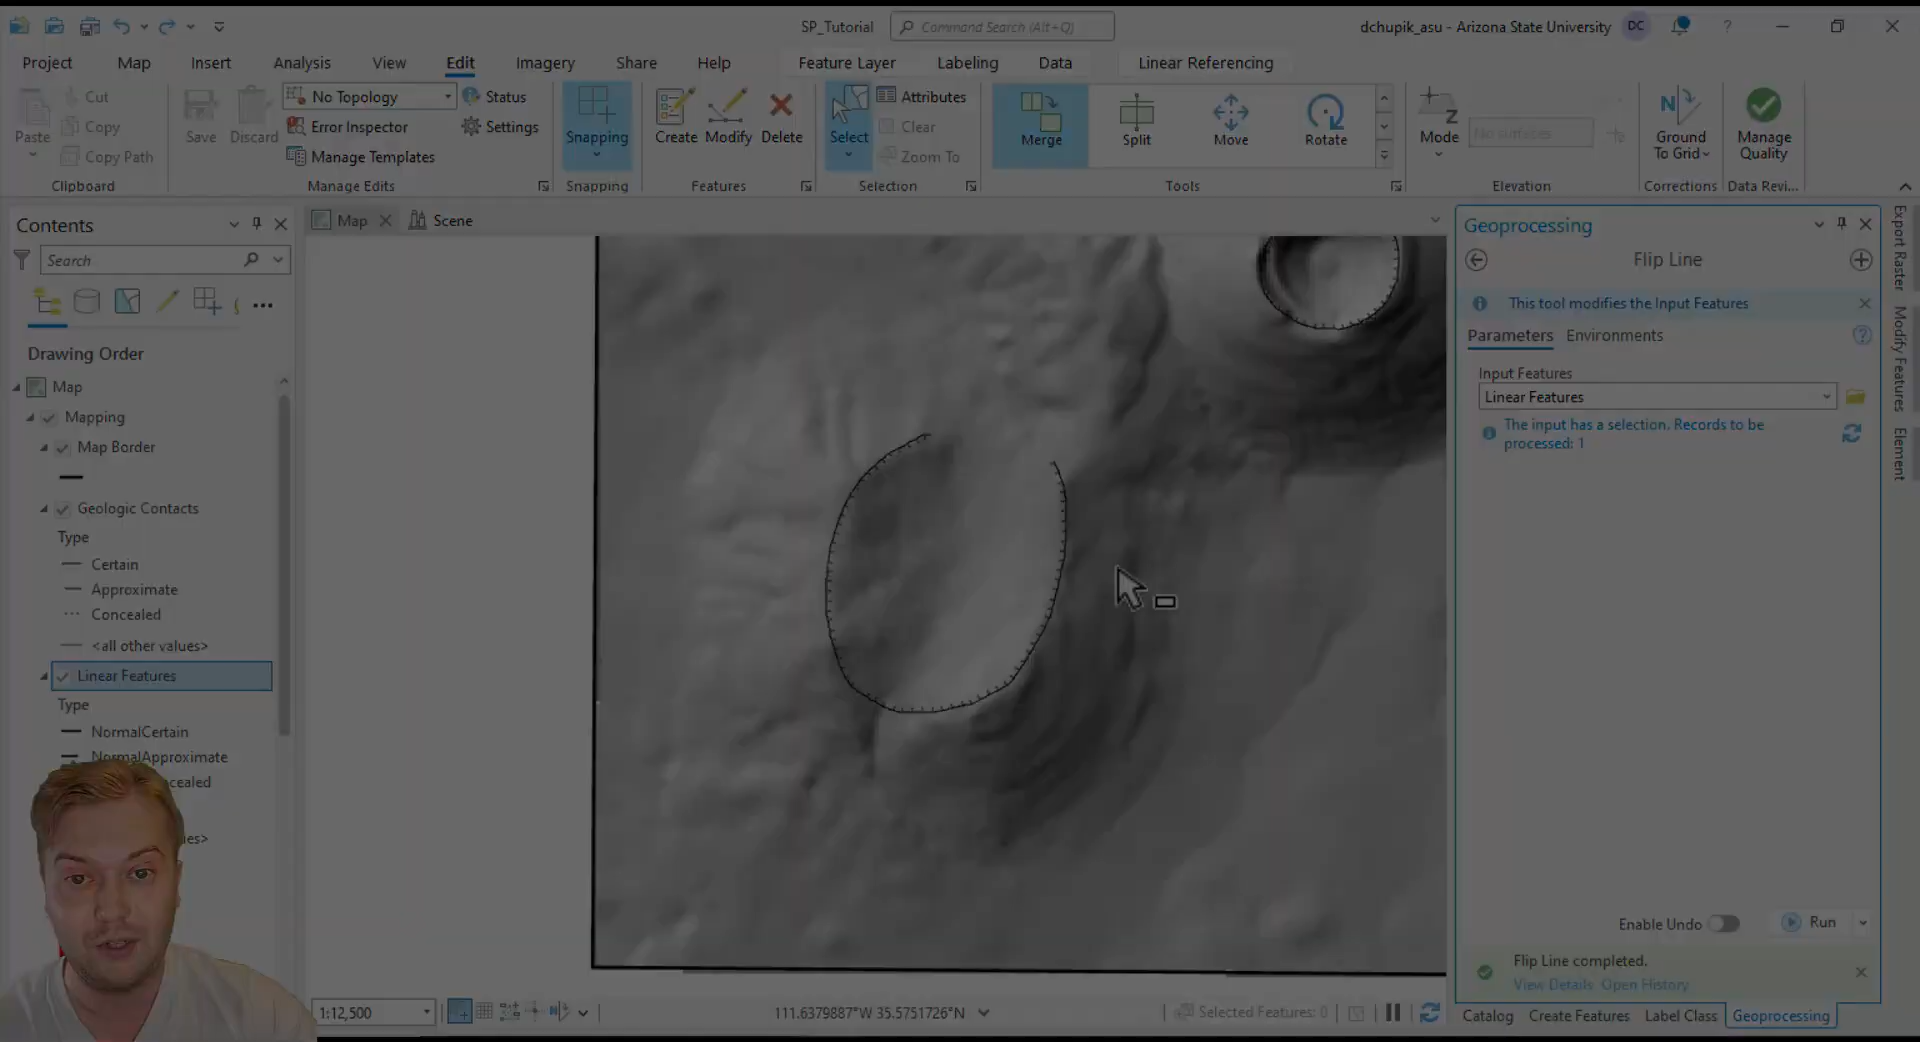 SP_Tutorial
Command Search (Alt+Q)
dchupik_asu - Arizona State University
DC
?
Project
Map
Insert
Analysis
View
Edit
Imagery
Share
Help
Feature Layer
Labeling
Data
Linear Referencing
Paste
Cut
Copy
Copy Path
Clipboard
Save
Discard
No Topology
Error Inspector
Manage Templates
Status
Settings
Manage Edits
Snapping
Snapping
Create
Modify
Delete
Features
Select
Attributes
Clear
Zoom To
Selection
Merge
Split
Move
Rotate
Tools
Mode
No surfaces
Elevation
Ground
To Grid
Corrections
Manage
Quality
Data Revi...
Contents
Search
Drawing Order
Map
Mapping
Map Border
Geologic Contacts
Type
Certain
Approximate
Concealed
<all other values>
Linear Features
Type
NormalCertain
NormalApproximate
cealed
es>
Map
Scene
1:12,500
111.6379887°W 35.5751726°N
Selected Features: 0
Geoprocessing
Flip Line
This tool modifies the Input Features
Parameters
Environments
Input Features
Linear Features
The input has a selection. Records to be
processed: 1
Enable Undo
Run
Flip Line completed.
View Details Open History
Catalog
Create Features
Label Class
Geoprocessing
Export Raster
Modify Features
Element